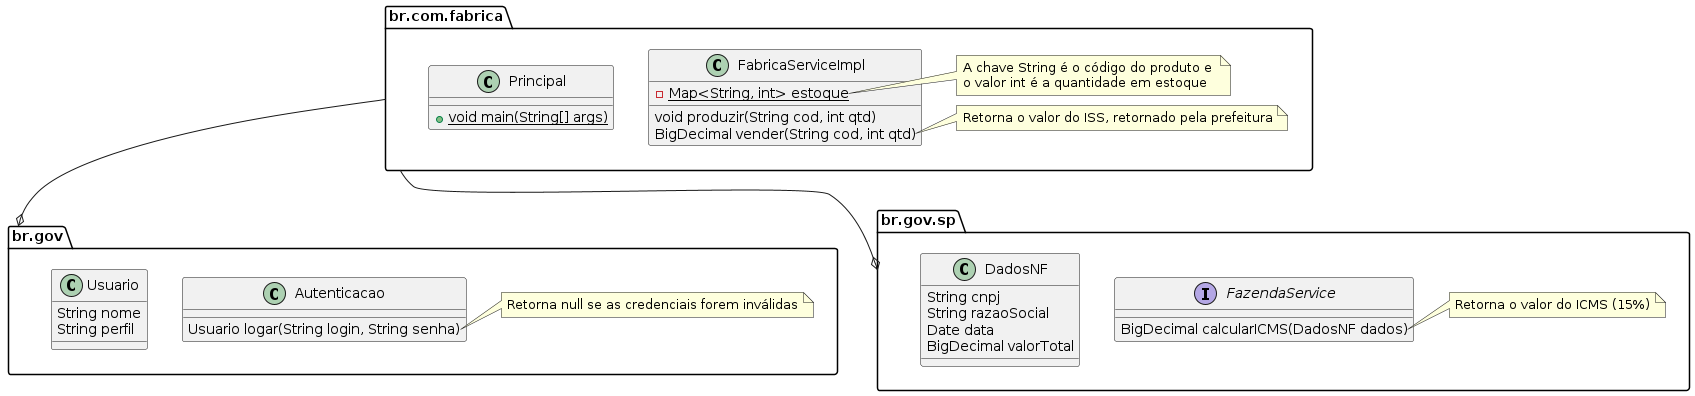 br.com.fabrica
C Principal
void main(String[] args)
C FabricaServiceImpl
Map<String, int> estoque
void produzir(String cod, int qtd)
BigDecimal vender(String cod, int qtd)
A chave String é o código do produto e
o valor int é a quantidade em estoque
Retorna o valor do ISS, retornado pela prefeitura
br.gov
C Usuario
String nome
String perfil
C Autenticacao
Usuario logar(String login, String senha)
Retorna null se as credenciais forem inválidas
br.gov.sp
C DadosNF
String cnpj
String razaoSocial
Date data
BigDecimal valorTotal
I FazendaService
BigDecimal calcularICMS(DadosNF dados)
Retorna o valor do ICMS (15%)